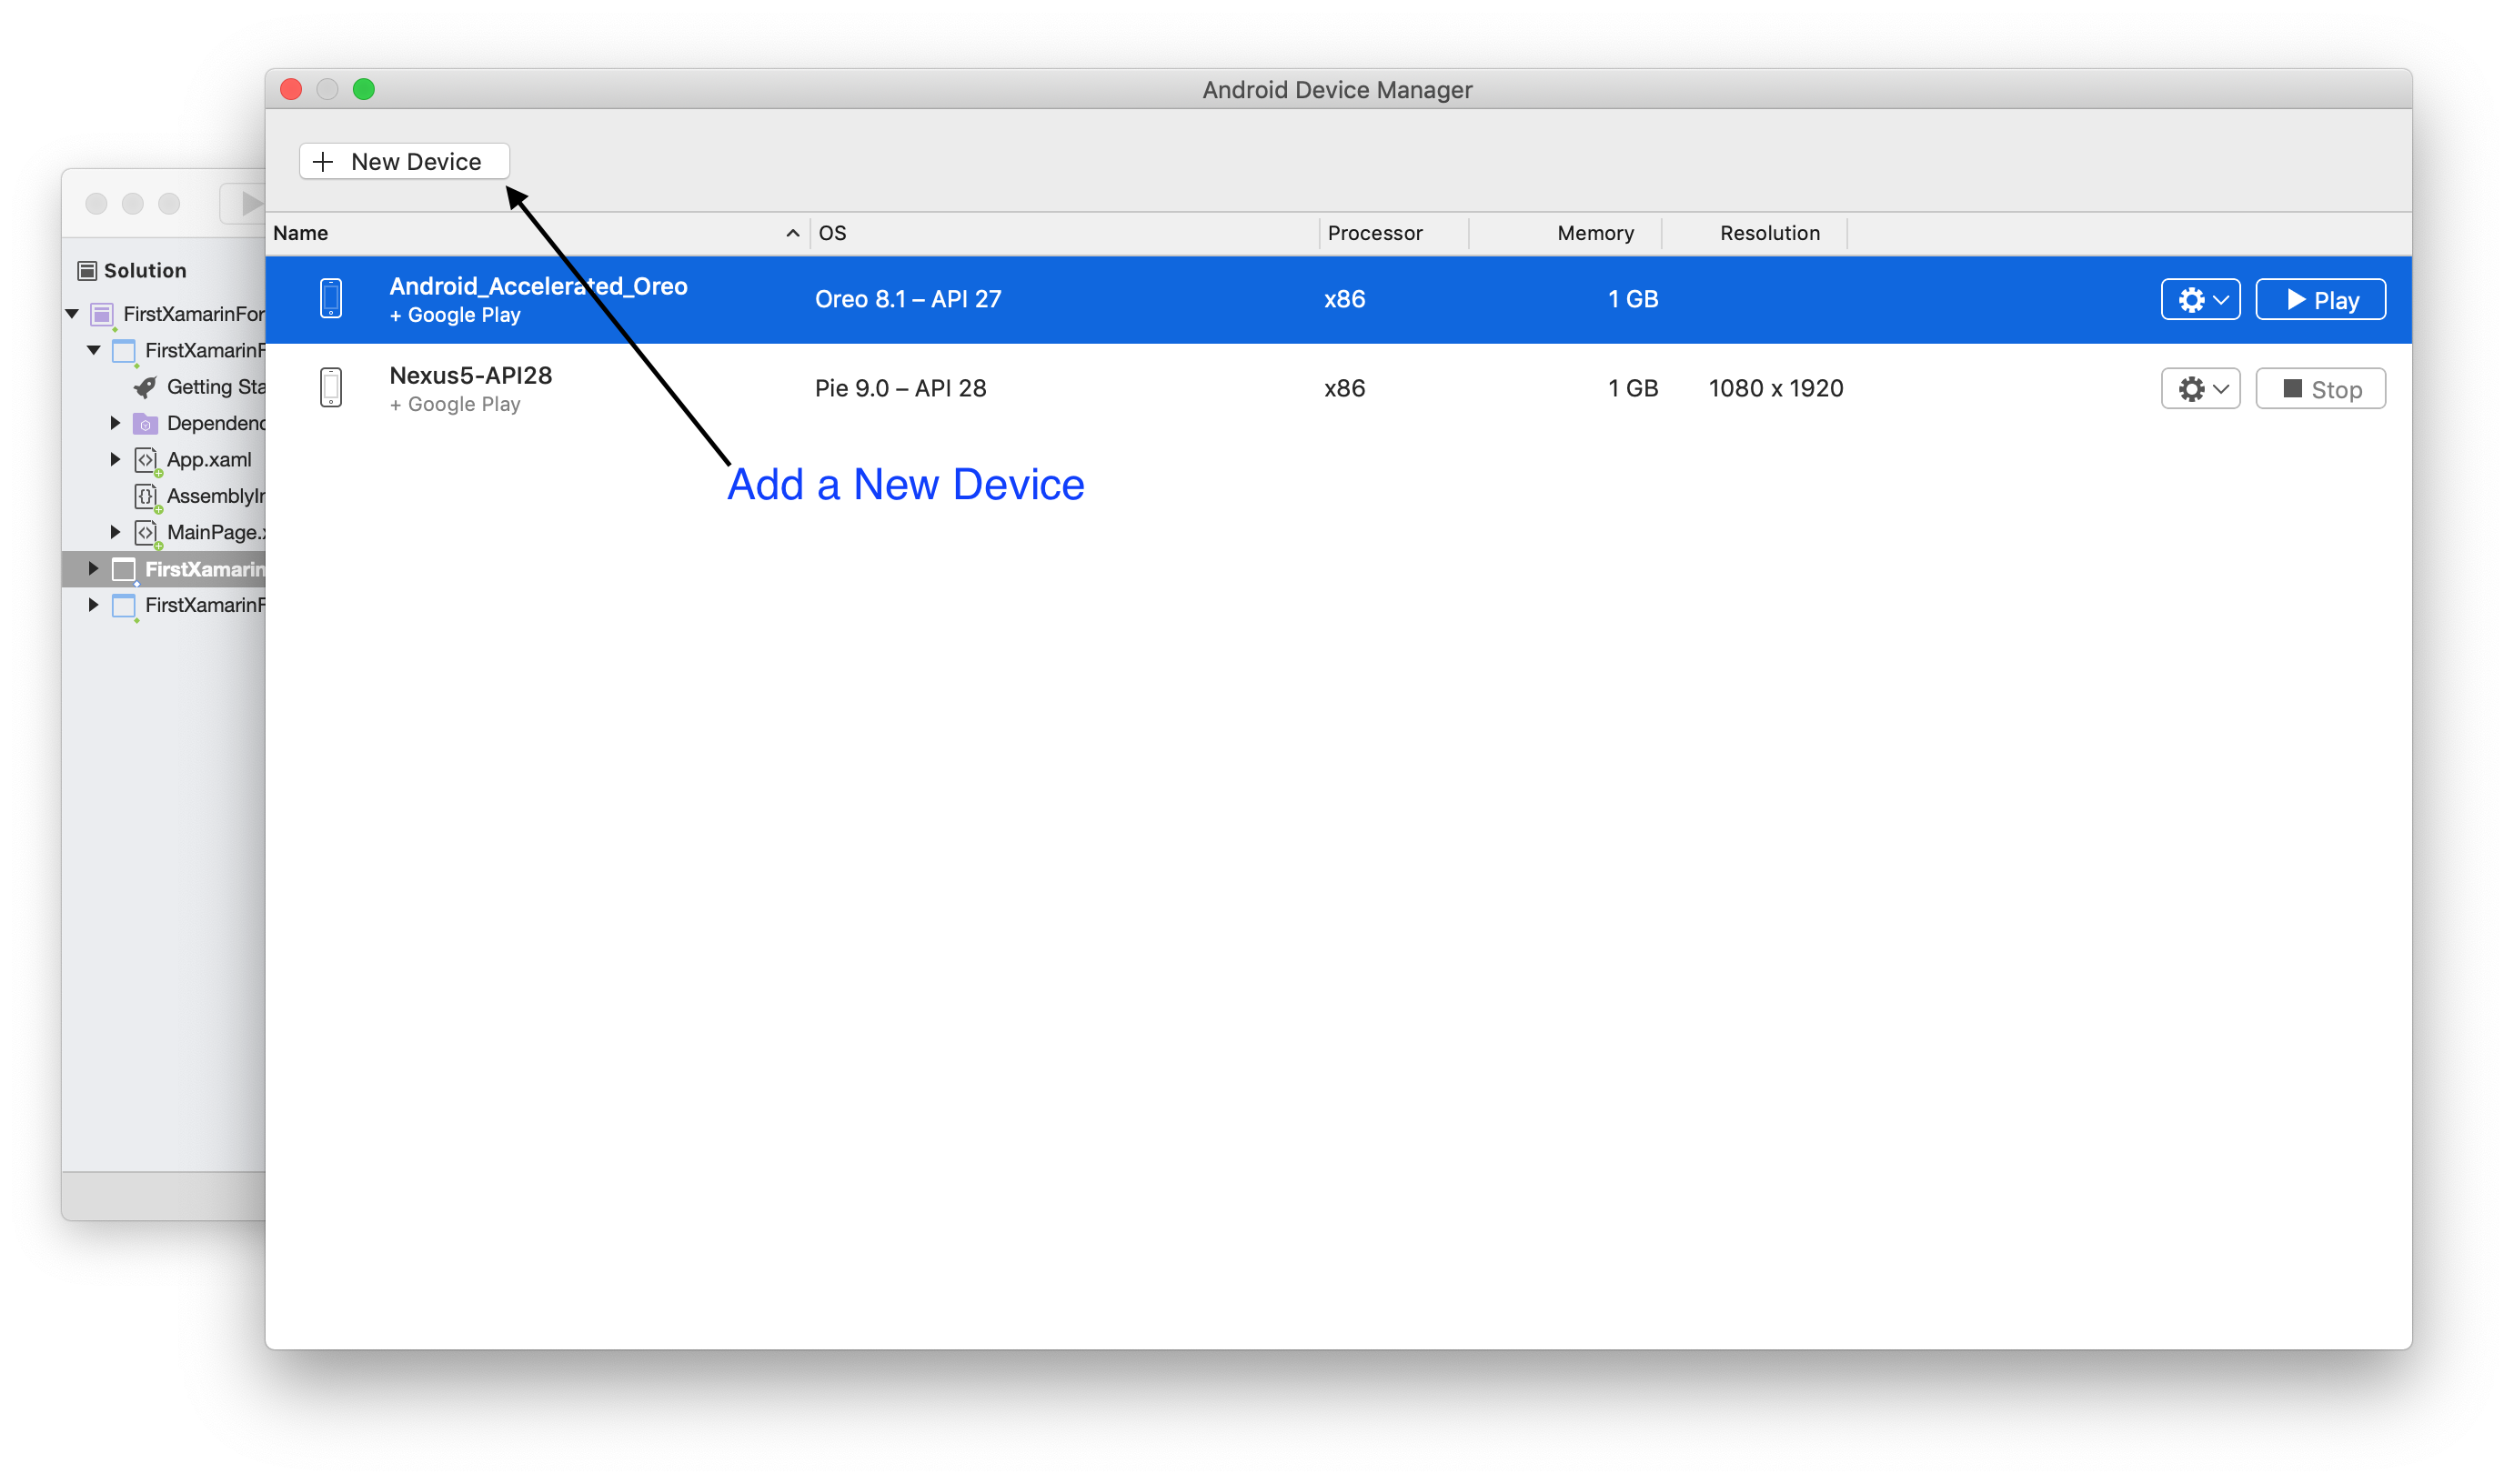 Android Device Manager
New Device
Name OS Processor Memory Resolution
Android_Accelerated_Oreo
+ Google Play
Oreo 8.1 – API 27 x86 1 GB
Play
Nexus5-API28
+ Google Play
Pie 9.0 – API 28 x86 1 GB 1080 x 1920
Stop
Add a New Device
Solution
FirstXamarinFor
FirstXamarinF
Getting Sta
Dependenc
App.xaml
AssemblyIn
MainPage.x
FirstXamarin
FirstXamarinF